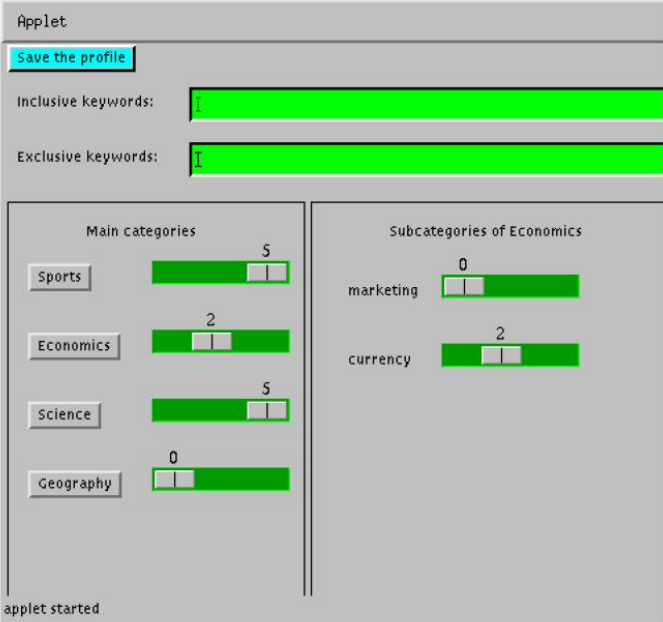 Applet
Save the profile
Inclusive keywords:
Exclusive keywords:
Main categories
5
Sports
2
Economics
5
Science
0
Geography
Subcategories of Economics
0
marketing
2
currency
applet started